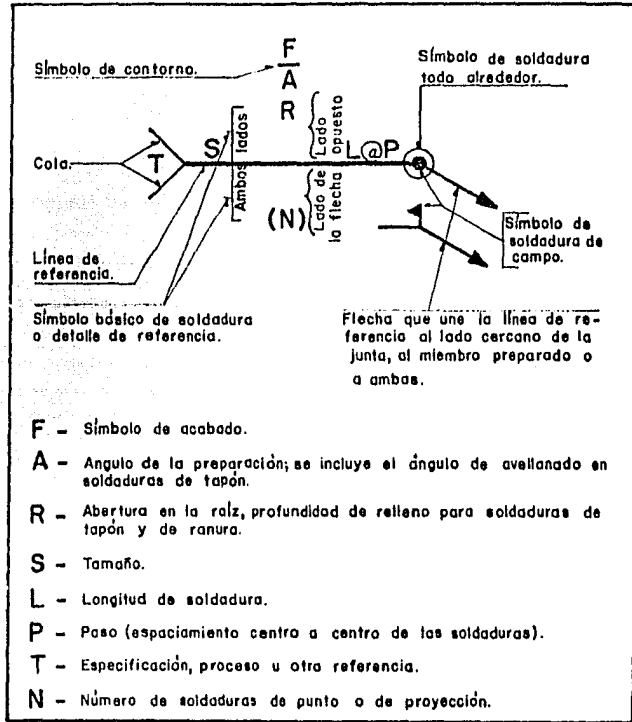 F
Símbolo de contorno.
A
R
Símbolo de soldadura
todo alrededor.
Cola.
T
S
Ambos lados
Lado
opuesto
L@P
(N)
Lado de
la flecha
Símbolo de
soldadura de
campo.
Línea de
referencia.
Símbolo básico de soldadura
o detalle de referencia.
Flecha que une la línea de re-
ferencia al lado cercano de la
junta, al miembro preparado o
a ambas.
F - Símbolo de acabado.
A - Angulo de la preparación; se incluye el ángulo de avellanado en
soldaduras de tapón.
R - Abertura en la raíz, profundidad de relleno para soldaduras de
tapón y de ranura.
S - Tamaño.
L - Longitud de soldadura.
P - Paso (espaciamiento centro a centro de las soldaduras).
T - Especificación, proceso u otra referencia.
N - Número de soldaduras de punto o de proyección.